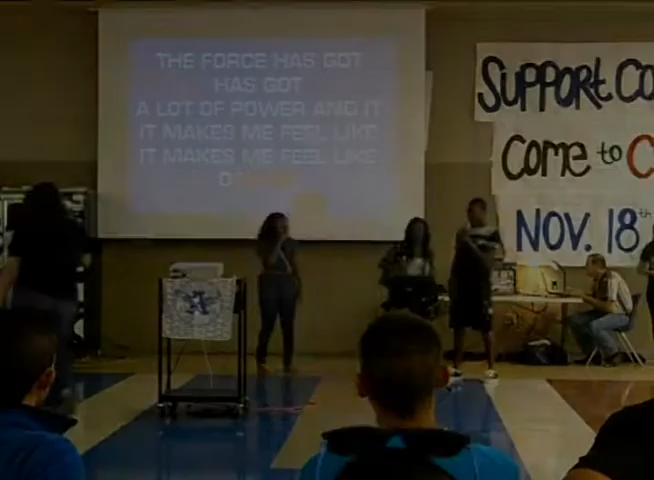 THE FORCE HAS GOT
HAS GOT
A LOT OF POWER AND IT
IT MAKES ME FEEL LIKE
IT MAKES ME FEEL LIKE
SUPPORT CO
Come to C
NOV. 18th